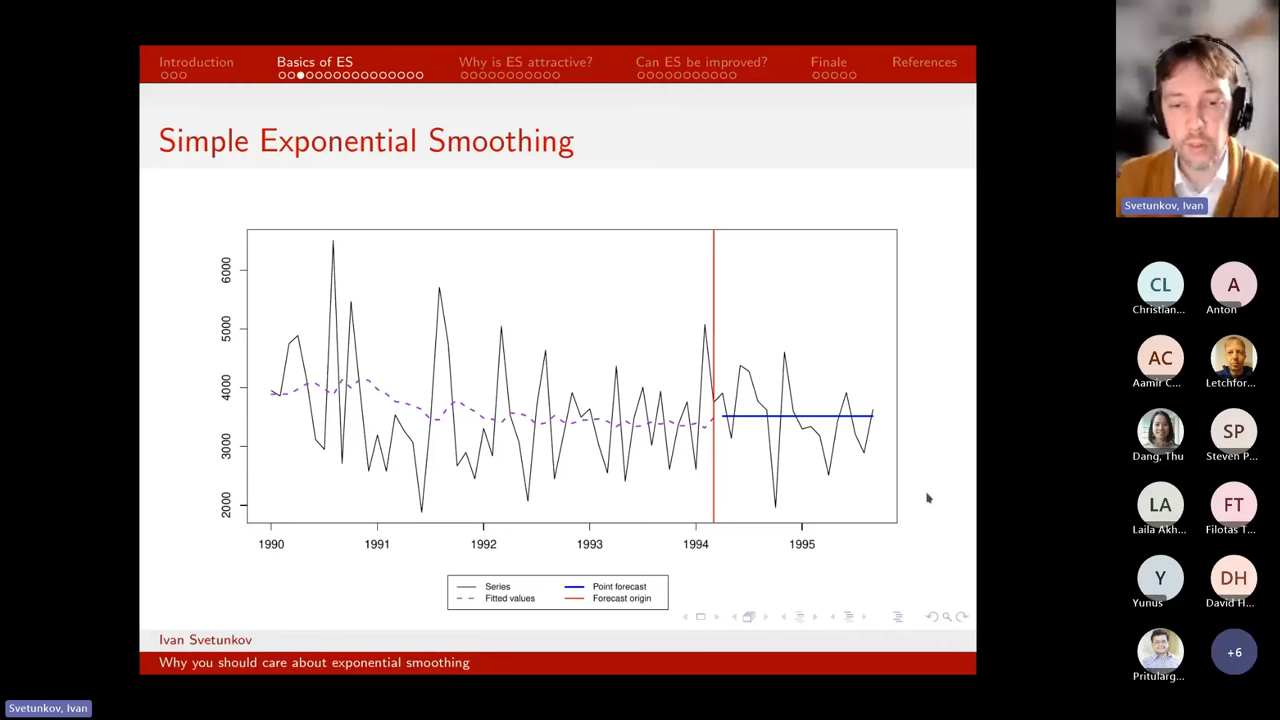 Introduction
Basics of ES
Why is ES attractive?
Can ES be improved?
Finale
References
Simple Exponential Smoothing
6000
5000
4000
3000
2000
1990
1991
1992
1993
1994
1995
Series
Fitted values
Point forecast
Forecast origin
Ivan Svetunkov
Why you should care about exponential smoothing
Svetunkov, Ivan
CL
Christian...
A
Anton
AC
Aamir C...
Letchfor...
Dang, Thu
SP
Steven P...
LA
Laila Akh...
FT
Filotas T...
Y
Yunus
DH
David H...
Pritularg...
+6
Svetunkov, Ivan